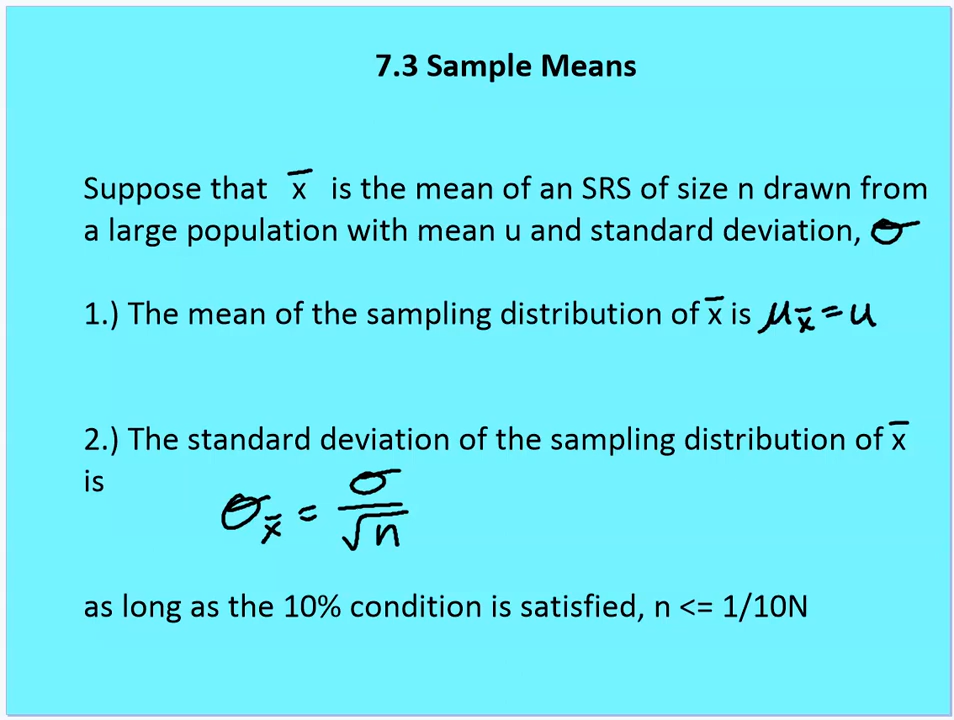 7.3 Sample Means
Suppose that x̄ is the mean of an SRS of size n drawn from
a large population with mean u and standard deviation, σ
1.) The mean of the sampling distribution of x̄ is μx̄ = u
2.) The standard deviation of the sampling distribution of x̄
is
σx̄ = σ/√n
as long as the 10% condition is satisfied, n <= 1/10N